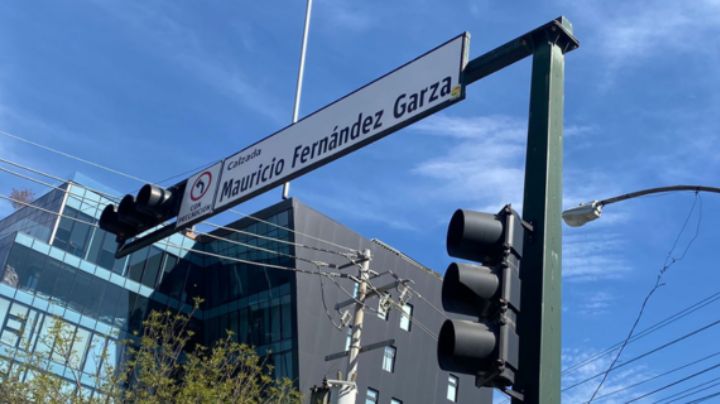 Calzada
Mauricio Fernández Garza
CON
PRECAUCIÓN